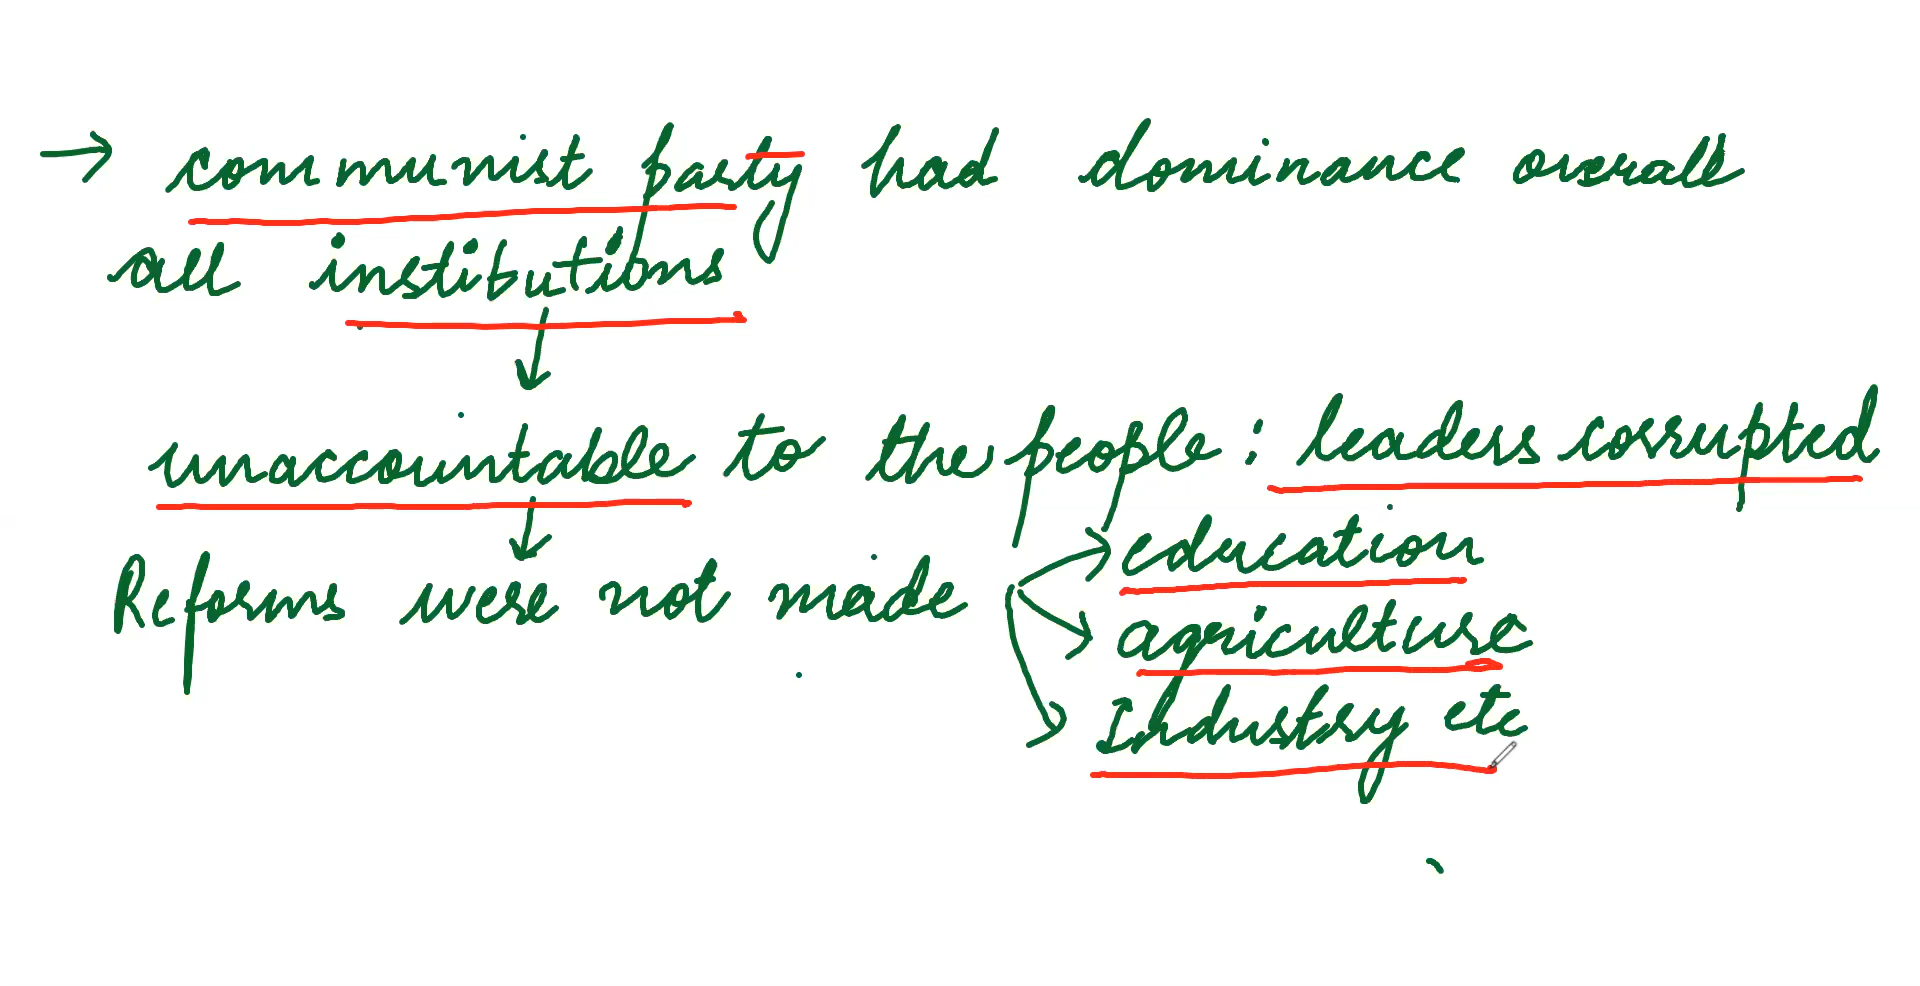 → communist party had dominance overall
all institutions
↓
unaccountable to the people : leaders corrupted
↓
→ education
Reforms were not made → agriculture
→ Industry etc